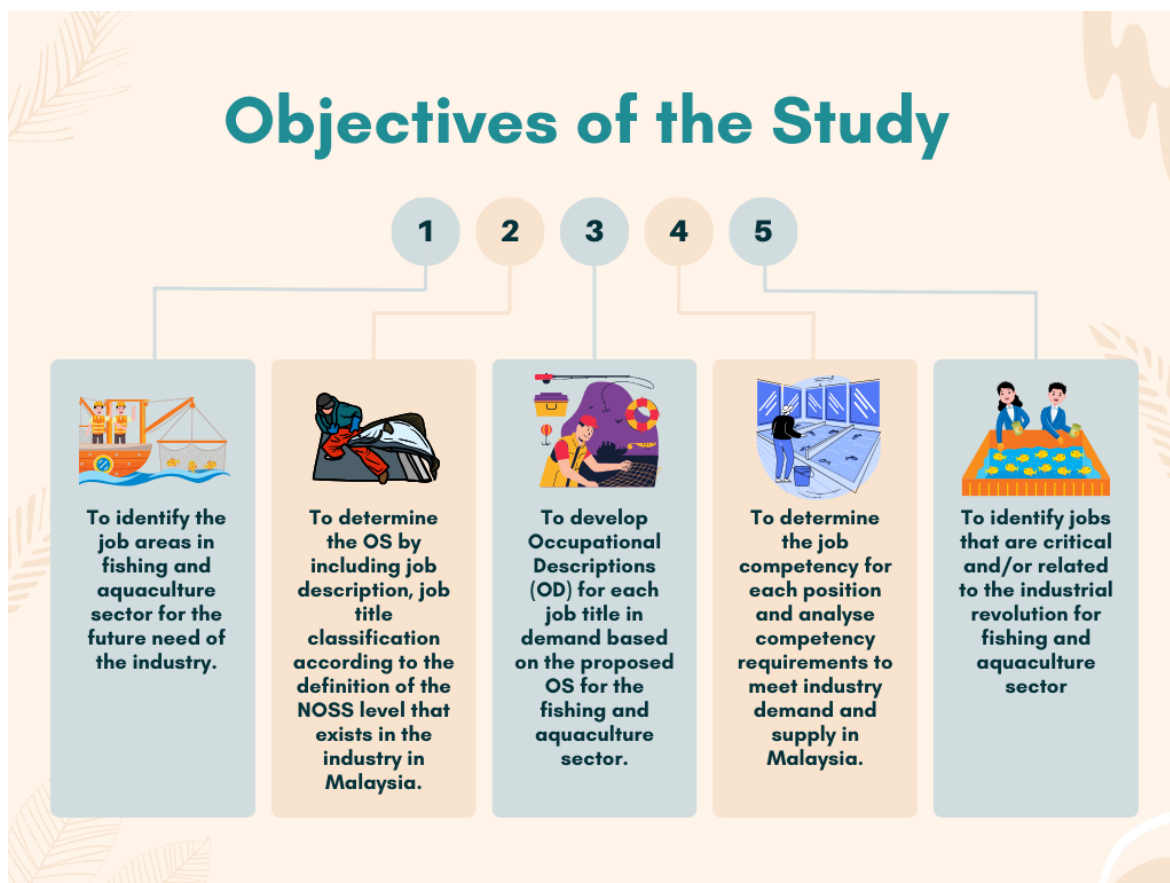 Objectives of the Study
1
2
3
4
5
To identify the
job areas in
fishing and
aquaculture
sector for the
future need of
the industry.
To determine
the OS by
including job
description, job
title
classification
according to the
definition of the
NOSS level that
exists in the
industry in
Malaysia.
To develop
Occupational
Descriptions
(OD) for each
job title in
demand based
on the proposed
OS for the
fishing and
aquaculture
sector.
To determine
the job
competency for
each position
and analyse
competency
requirements to
meet industry
demand and
supply in
Malaysia.
To identify jobs
that are critical
and/or related
to the industrial
revolution for
fishing and
aquaculture
sector